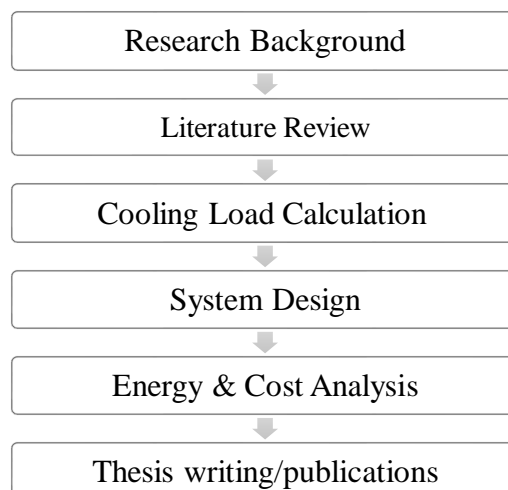 Research Background
Literature Review
Cooling Load Calculation
System Design
Energy & Cost Analysis
Thesis writing/publications